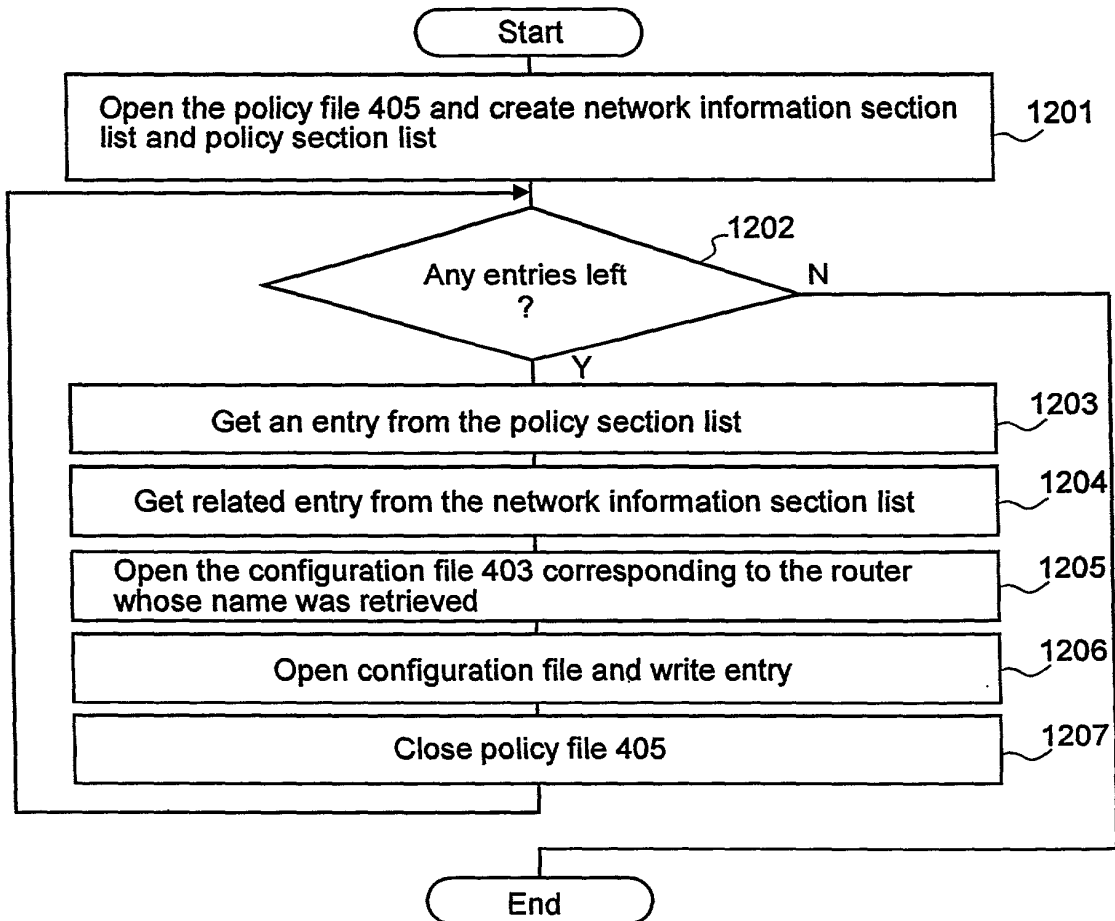 Start
Open the policy file 405 and create network information section
list and policy section list
1201
1202
Any entries left
?
N
Y
Get an entry from the policy section list
1203
Get related entry from the network information section list
1204
Open the configuration file 403 corresponding to the router
whose name was retrieved
1205
Open configuration file and write entry
1206
Close policy file 405
1207
End